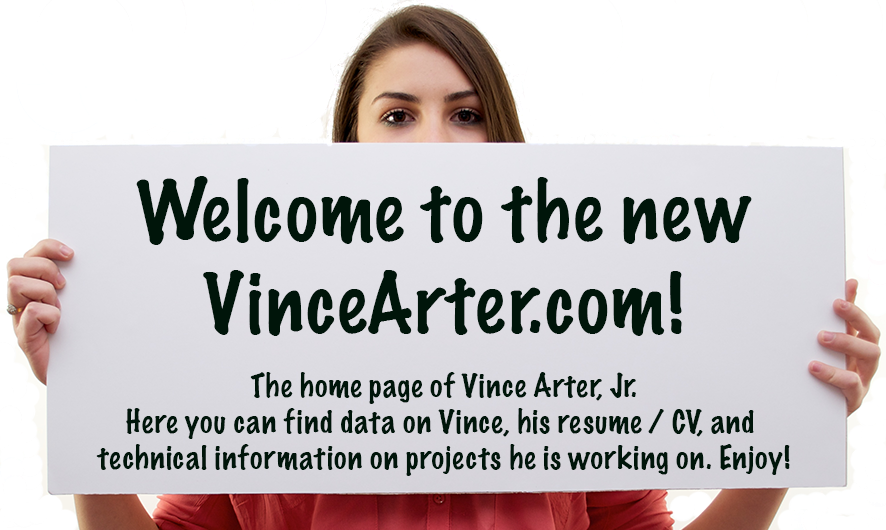 Welcome to the new
VinceArter.com!
The home page of Vince Arter, Jr.
Here you can find data on Vince, his resume / CV, and
technical information on projects he is working on. Enjoy!